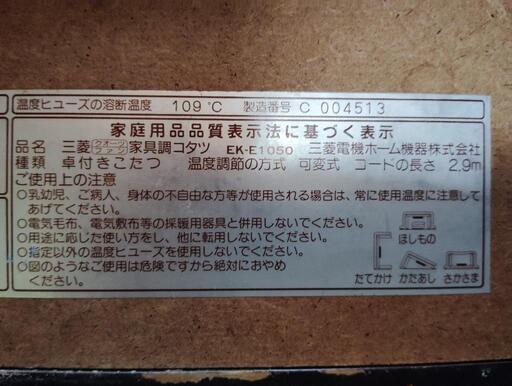 温度ヒューズの溶断温度 109℃ 製造番号 C 004513
家庭用品品質表示法に基づく表示
品名 三菱 家具調コタツ EK-E1050 三菱電機ホーム機器株式会社
種類 卓付きこたつ 温度調節の方式 可変式 コードの長さ 2.9m
ご使用上の注意
○乳幼児、ご病人、身体の不自由な方等が使用される場合は、常に使用温度に注意して
あげてください。
○電気毛布、電気敷布等の採暖用器具と併用しないでください。
○用途に応じた使い方をし、他に転用しないでください。
○指定以外の温度ヒューズを使用しないでください。
○図のようなご使用は危険ですから絶対におやめ
ください。
ほしもの
たてかけ かたあし さかさま